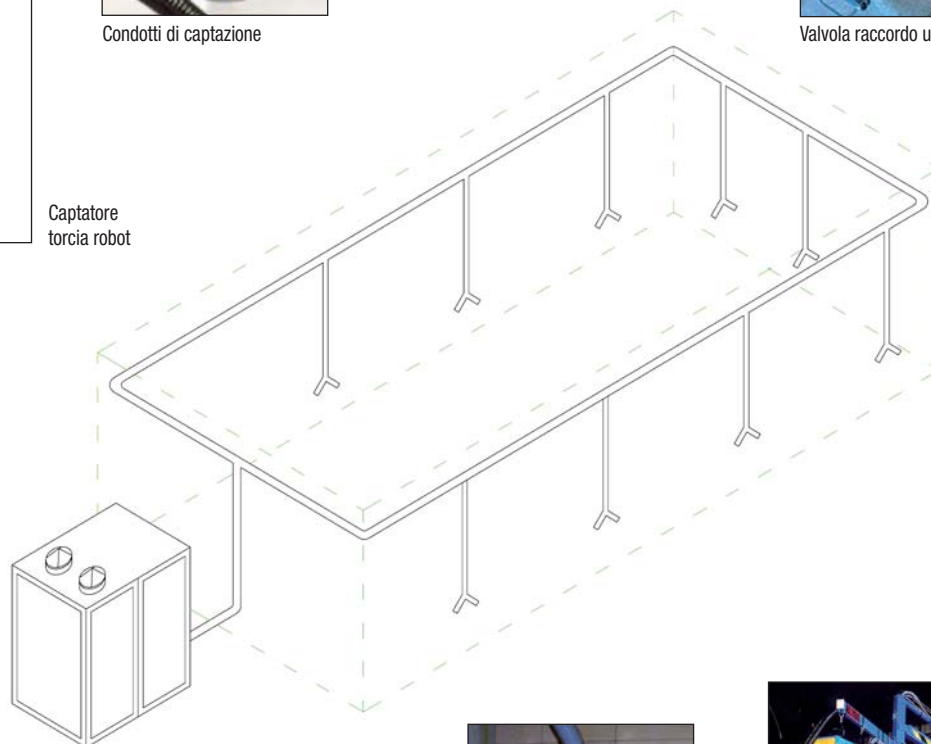 Condotti di captazione
Valvola raccordo
Captatore
torcia robot